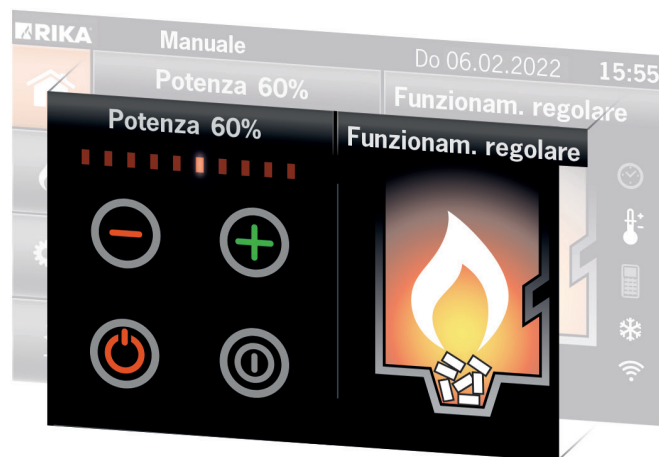 RIKA
Manuale
Do 06.02.2022
15:55
Potenza 60%
Funzionam. regolare
Potenza 60%
Funzionam. regolare